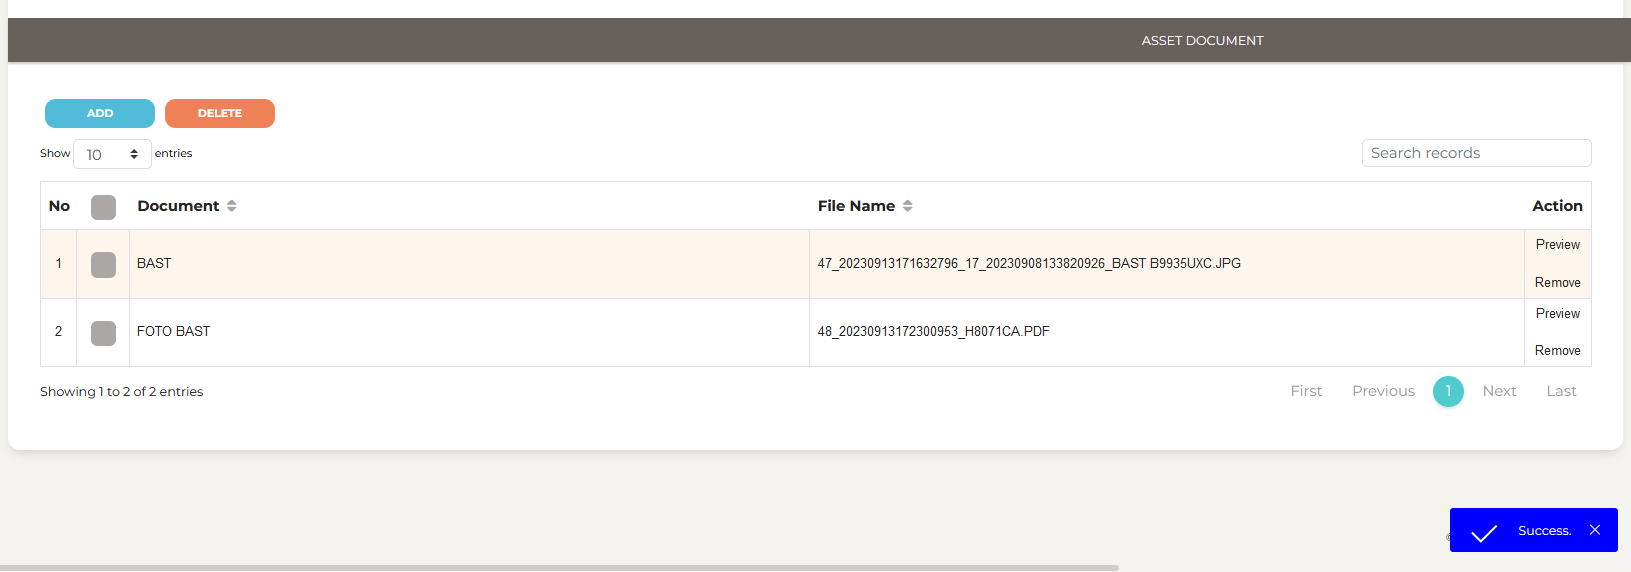 ASSET DOCUMENT
ADD DELETE
Show 10 entries Search records
No Document File Name Action
1 BAST 47_20230913171632796_17_20230908133820926_BAST B9935UXC.JPG Preview
Remove
2 FOTO BAST 48_20230913172300953_H8071CA.PDF Preview
Remove
Showing 1 to 2 of 2 entries First Previous 1 Next Last
© Success.